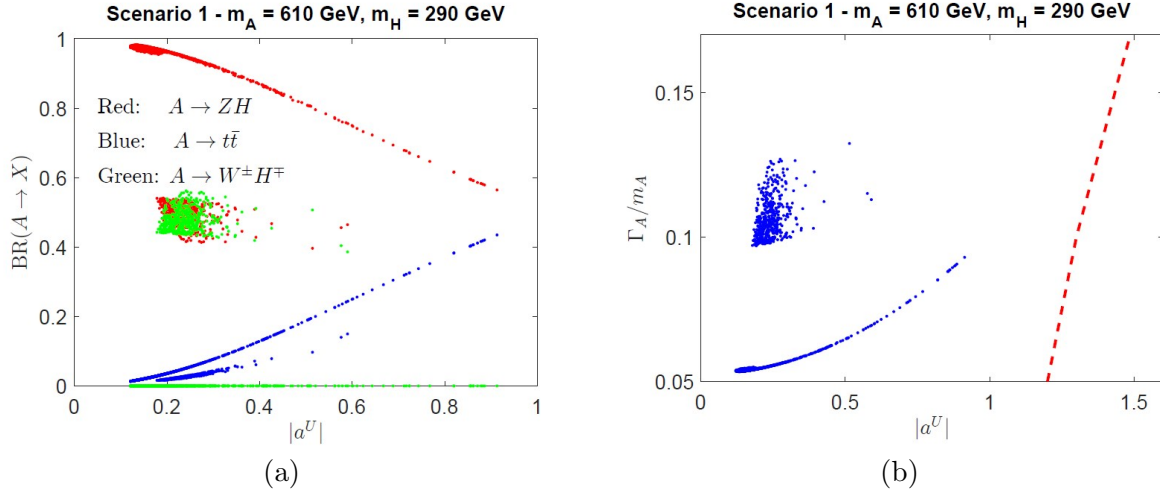 Scenario 1 - m_A = 610 GeV, m_H = 290 GeV
1
0.8
0.6
0.4
0.2
0
BR(A → X)
Red: A → ZH
Blue: A → tt̄
Green: A → W^±H^∓
0
0.2
0.4
0.6
0.8
1
|a^U|
(a)
Scenario 1 - m_A = 610 GeV, m_H = 290 GeV
0.15
0.1
0.05
Γ_A/m_A
0
0.5
1
1.5
|a^U|
(b)